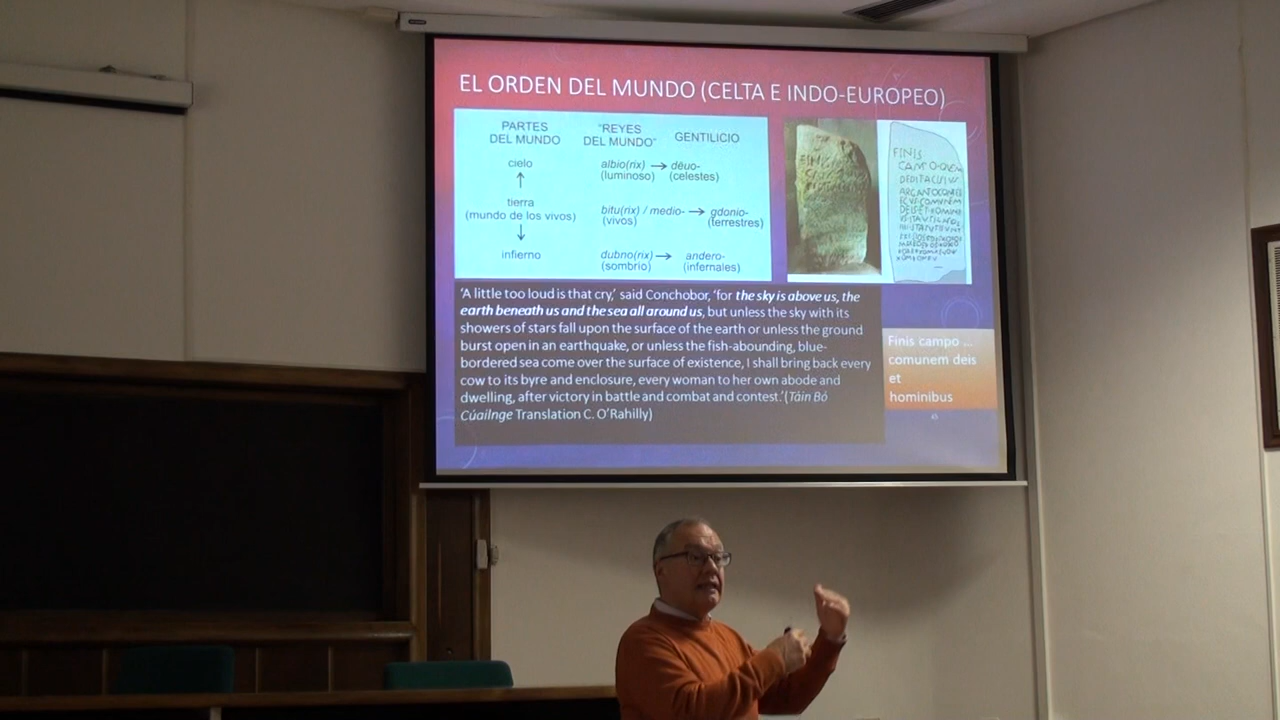 EL ORDEN DEL MUNDO (CELTA E INDO-EUROPEO)
PARTES DEL MUNDO
"REYES DEL MUNDO"
GENTILICIO
cielo
albio(rix) → dēuo-
(luminoso) (celestes)
tierra
(mundo de los vivos)
bitu(rix) / medio- → gdonio-
(vivos) (terrestres)
infierno
dubno(rix) → andero-
(sombrio) (infernales)
FINIS
'A little too loud is that cry,' said Conchobor, 'for the sky is above us, the
earth beneath us and the sea all around us, but unless the sky with its
showers of stars fall upon the surface of the earth or unless the ground
burst open in an earthquake, or unless the fish-abounding, blue-
bordered sea come over the surface of existence, I shall bring back every
cow to its byre and enclosure, every woman to her own abode and
dwelling, after victory in battle and combat and contest.'(Táin Bó
Cúailnge Translation C. O'Rahilly)
Finis campo ...
comunem deis
et
hominibus